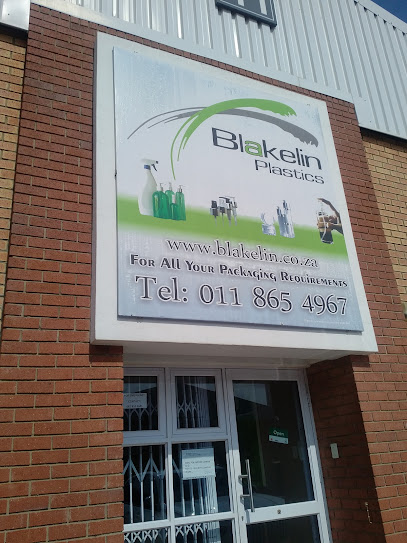 Blakelin
Plastics
www.blakelin.co.za
For All Your Packaging Requirements
Tel: 011 865 4967